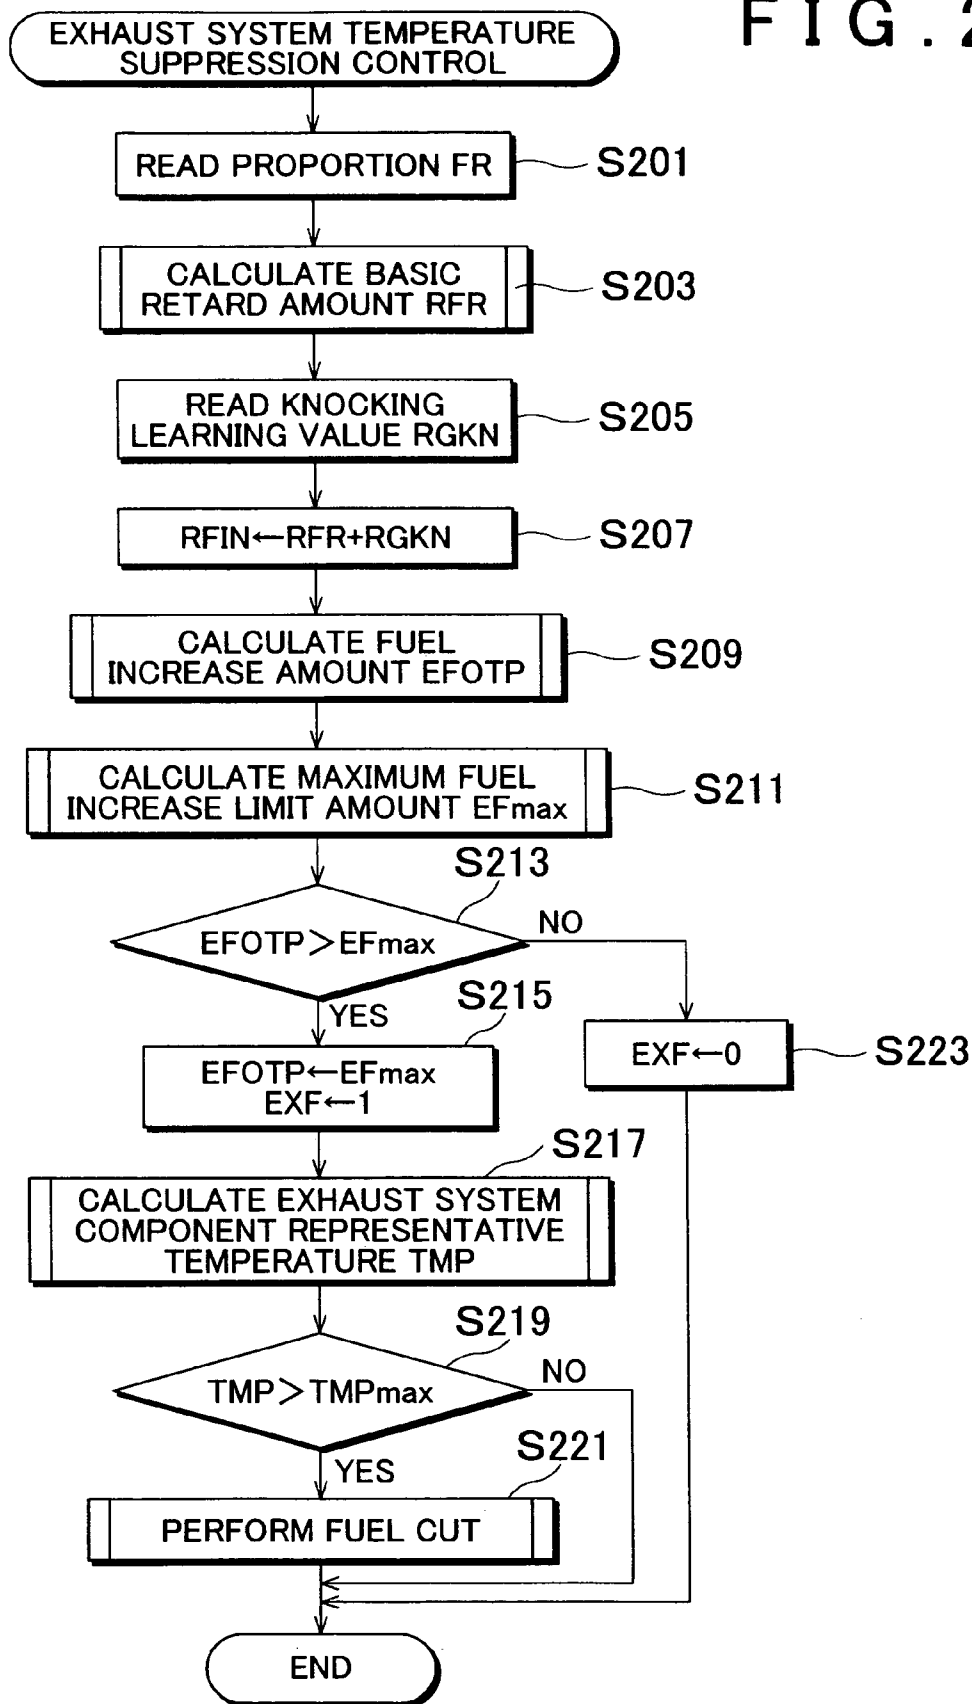 FIG.2
EXHAUST SYSTEM TEMPERATURE
SUPPRESSION CONTROL
READ PROPORTION FR
S201
CALCULATE BASIC
RETARD AMOUNT RFR
S203
READ KNOCKING
LEARNING VALUE RGKN
S205
RFIN←RFR+RGKN
S207
CALCULATE FUEL
INCREASE AMOUNT EFOTP
S209
CALCULATE MAXIMUM FUEL
INCREASE LIMIT AMOUNT EFmax
S211
S213
EFOTP>EFmax
NO
YES
S215
EFOTP←EFmax
EXF←1
EXF←0
S223
S217
CALCULATE EXHAUST SYSTEM
COMPONENT REPRESENTATIVE
TEMPERATURE TMP
S219
TMP>TMPmax
NO
YES
S221
PERFORM FUEL CUT
END